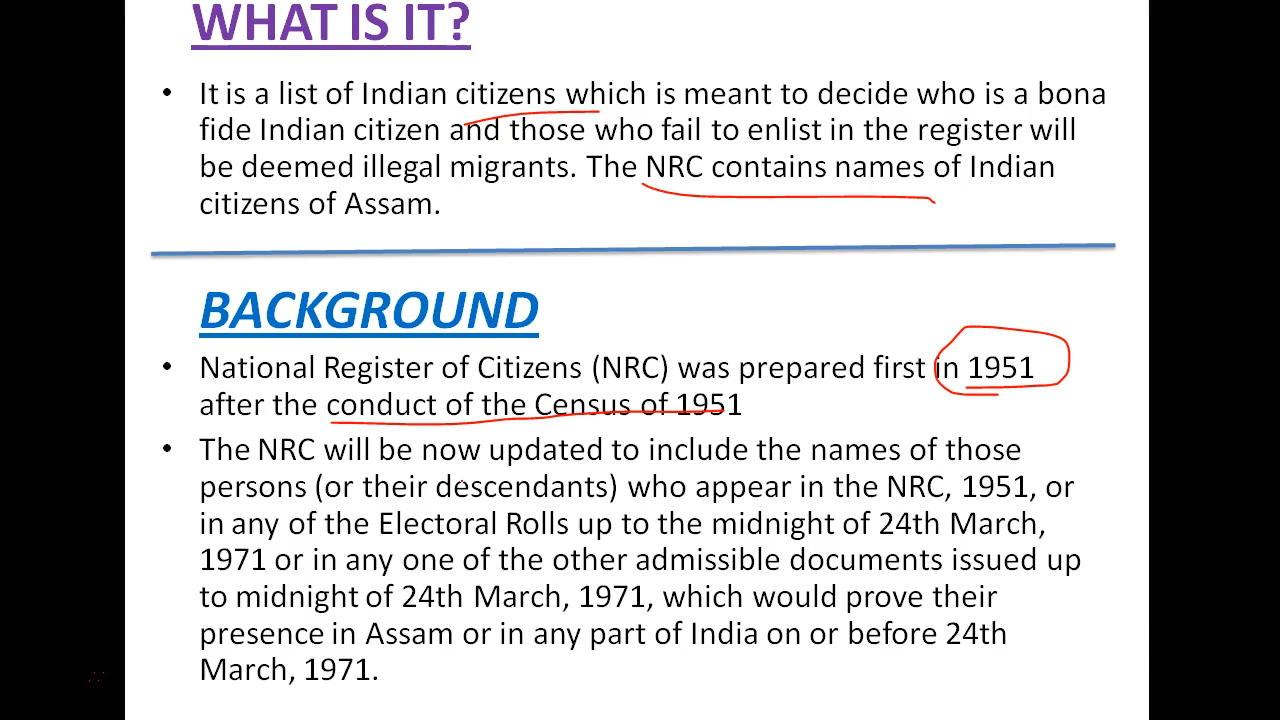 WHAT IS IT?
• It is a list of Indian citizens which is meant to decide who is a bona
fide Indian citizen and those who fail to enlist in the register will
be deemed illegal migrants. The NRC contains names of Indian
citizens of Assam.
BACKGROUND
• National Register of Citizens (NRC) was prepared first in 1951
after the conduct of the Census of 1951
• The NRC will be now updated to include the names of those
persons (or their descendants) who appear in the NRC, 1951, or
in any of the Electoral Rolls up to the midnight of 24th March,
1971 or in any one of the other admissible documents issued up
to midnight of 24th March, 1971, which would prove their
presence in Assam or in any part of India on or before 24th
March, 1971.